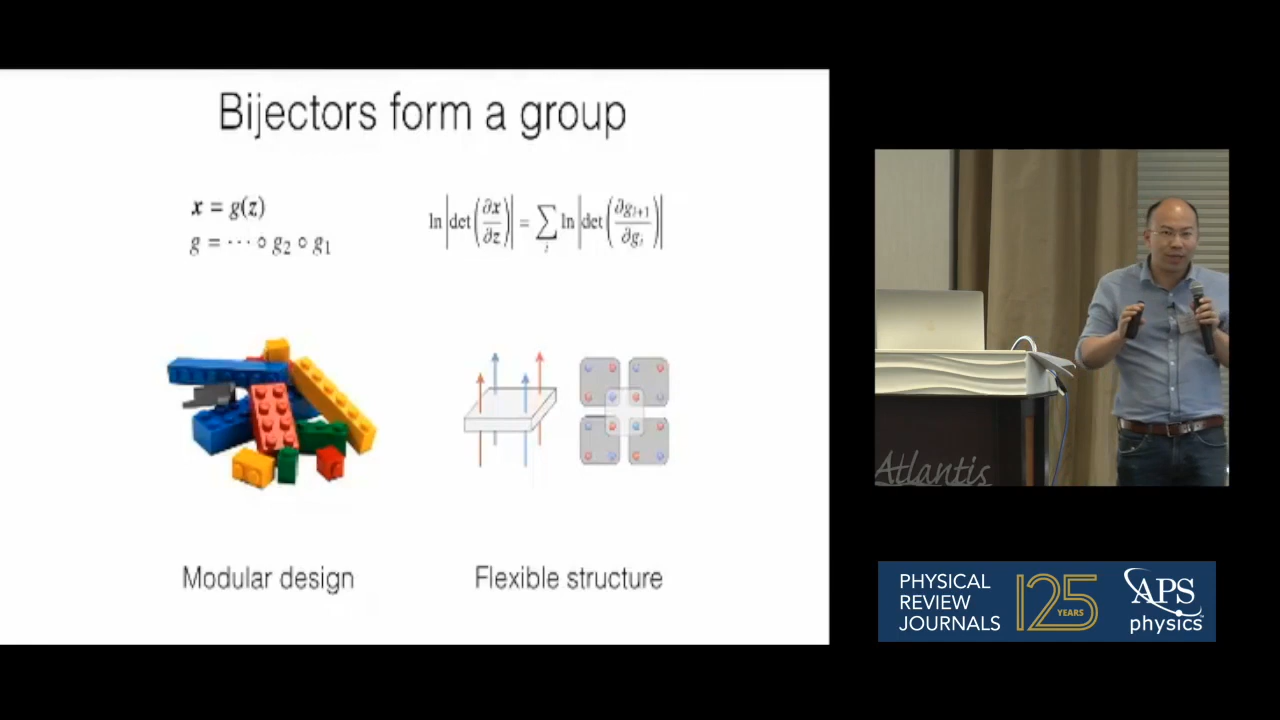 Bijectors form a group
x = g(z)
g = ⋯ ∘ g₂ ∘ g₁
ln |det (∂x/∂z)| = ∑ᵢ ln |det (∂gᵢ₊₁/∂gᵢ)|
Modular design
Flexible structure
Atlantis
PHYSICAL
REVIEW
JOURNALS
125
YEARS
APS
physics